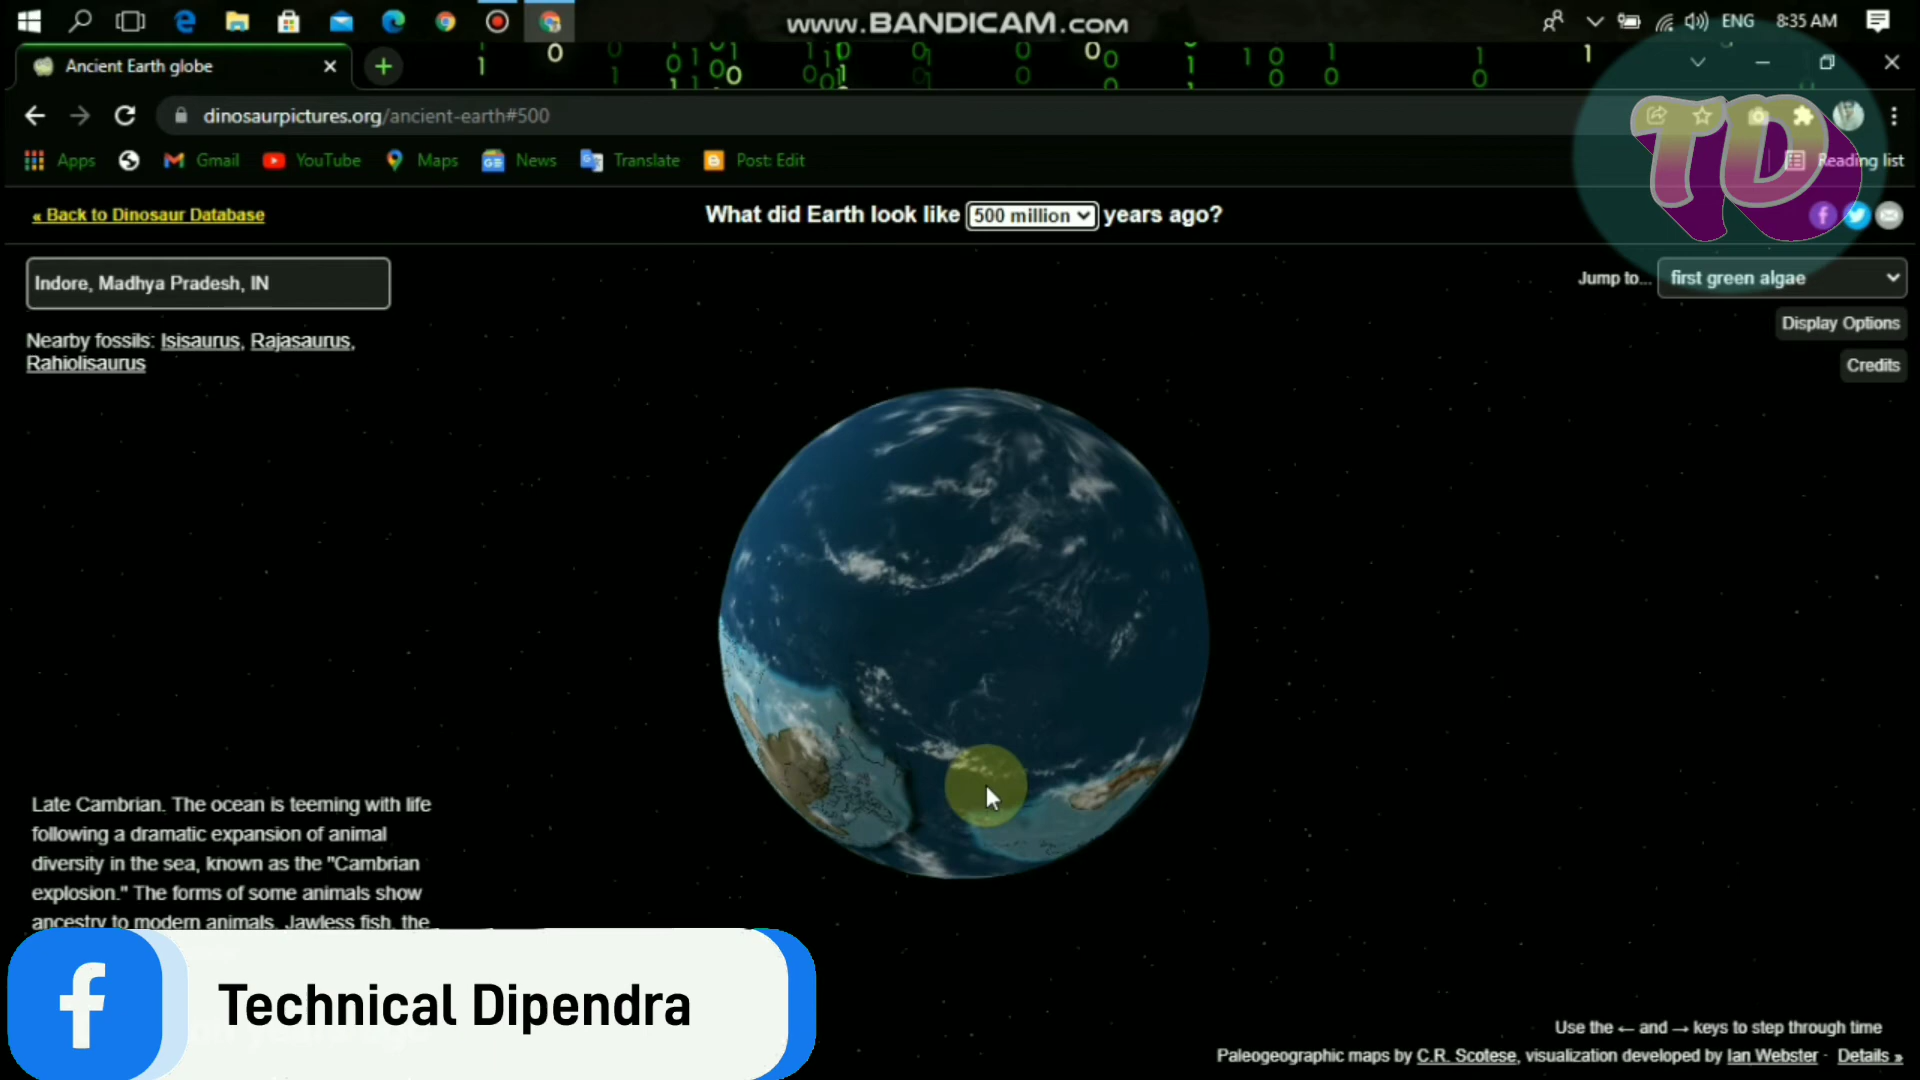 www.BANDICAM.com
ENG 8:35 AM
Ancient Earth globe
dinosaurpictures.org/ancient-earth#500
Apps Gmail YouTube Maps News Translate Post: Edit Reading list
TD
« Back to Dinosaur Database
What did Earth look like 500 million years ago?
Indore, Madhya Pradesh, IN
Jump to... first green algae
Display Options
Nearby fossils: Isisaurus, Rajasaurus,
Rahiolisaurus
Credits
Late Cambrian. The ocean is teeming with life
following a dramatic expansion of animal
diversity in the sea, known as the "Cambrian
explosion." The forms of some animals show
ancestry to modern animals. Jawless fish, the
Technical Dipendra
Use the ← and → keys to step through time
Paleogeographic maps by C.R. Scotese, visualization developed by Ian Webster · Details »